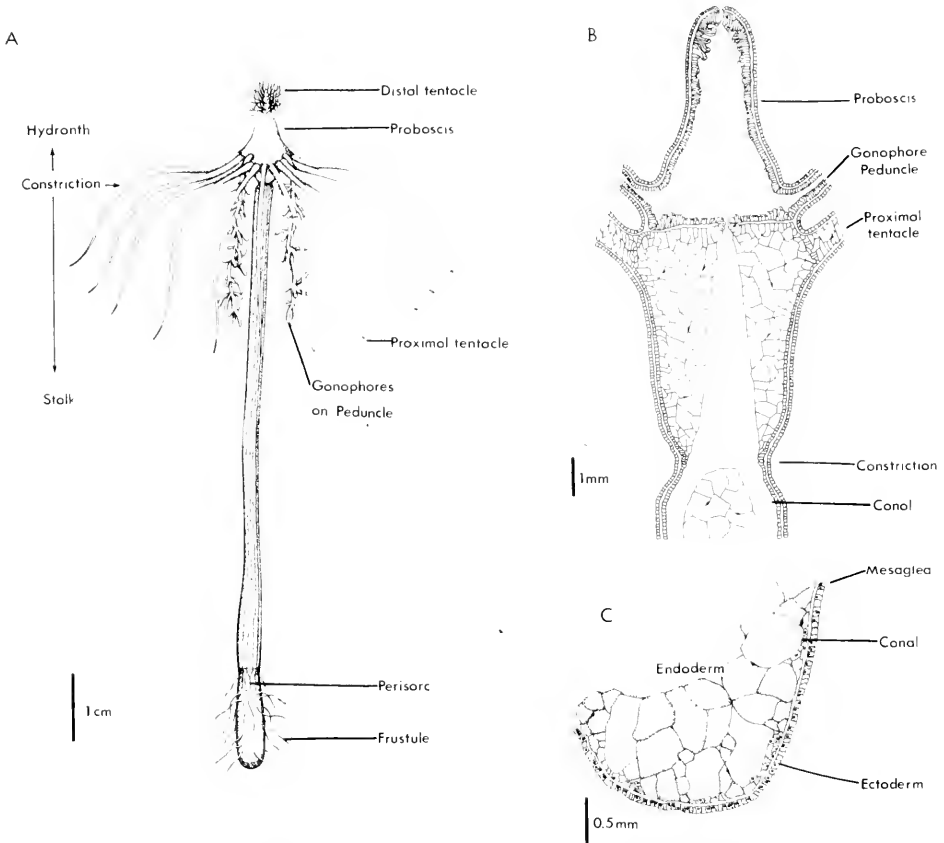 A
Distal tentacle
Proboscis
Hydranth
Constriction
Proximal tentacle
Gonophores
on Peduncle
Stalk
Perisarc
Frustule
1cm
B
Proboscis
Gonophore
Peduncle
Proximal
tentacle
Constriction
Canal
1mm
C
Mesaglea
Canal
Endoderm
Ectoderm
0.5mm